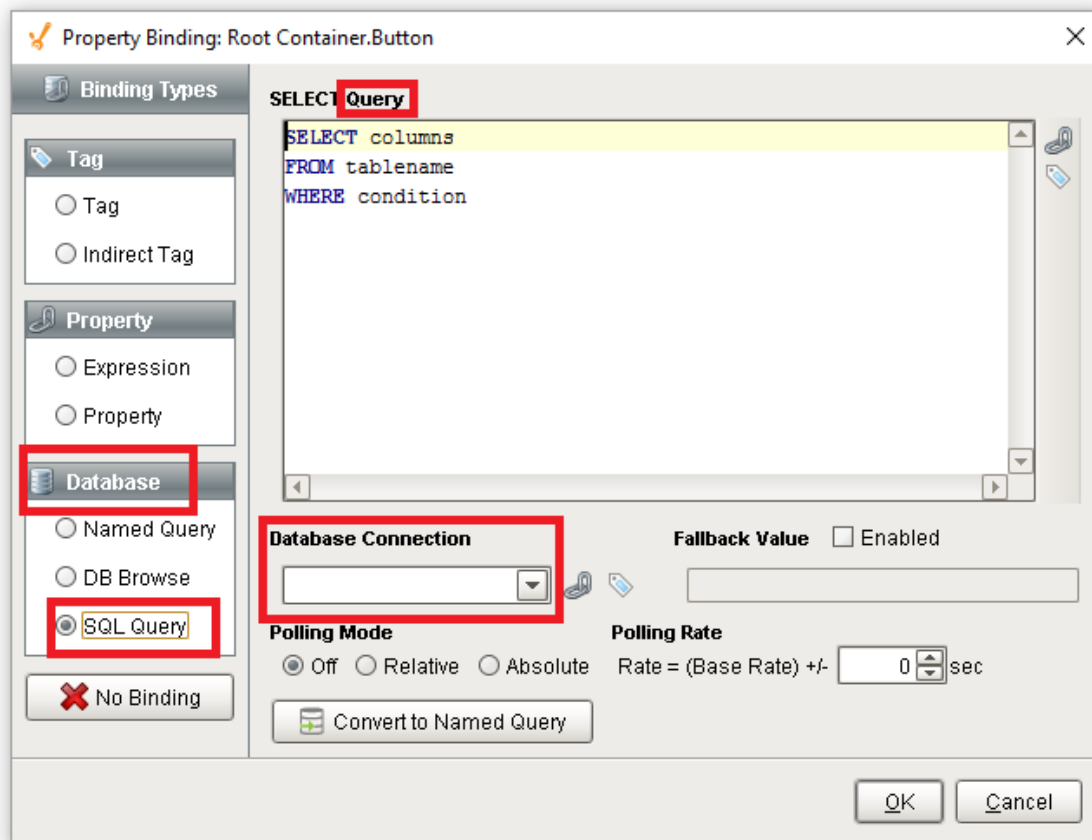 Property Binding: Root Container.Button
Binding Types
Tag
Tag
Indirect Tag
Property
Expression
Property
Database
Named Query
DB Browse
SQL Query
No Binding
SELECT Query
SELECT columns
FROM tablename
WHERE condition
Database Connection
Fallback Value Enabled
Polling Mode
Off Relative Absolute
Polling Rate
Rate = (Base Rate) +/- 0 sec
Convert to Named Query
OK Cancel